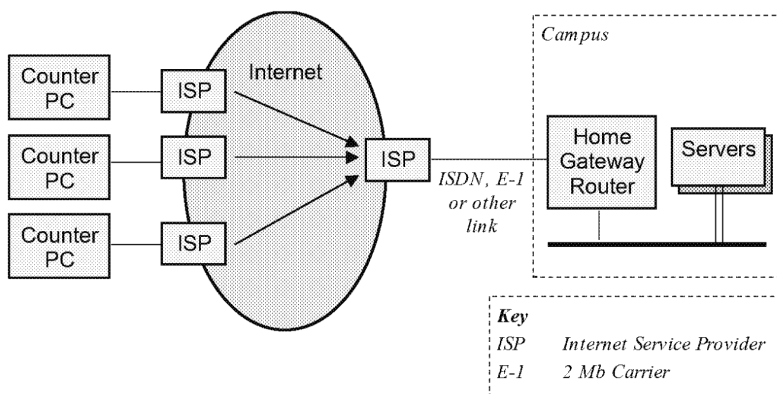 Campus
Internet
Counter
PC
ISP
Counter
PC
ISP
Counter
PC
ISP
ISP
ISDN, E-1
or other
link
Home
Gateway
Router
Servers
Key
ISP Internet Service Provider
E-1 2 Mb Carrier